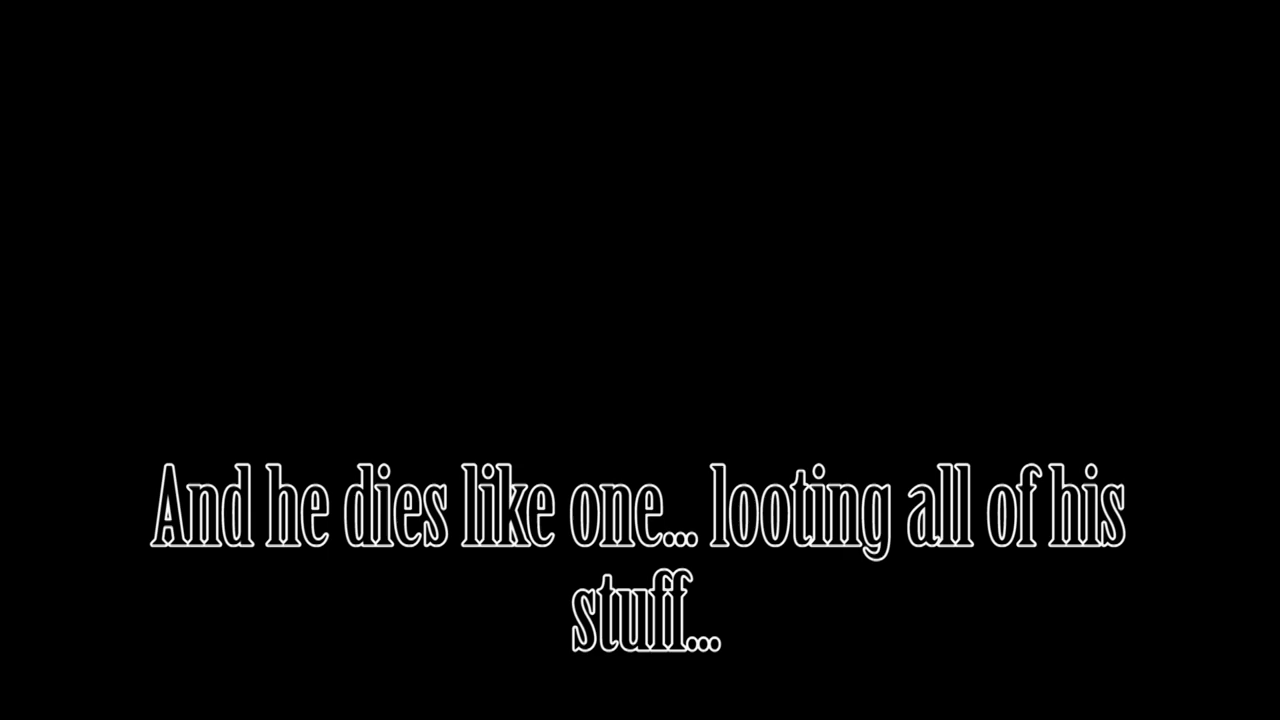 And he dies like one... looting all of his
stuff...